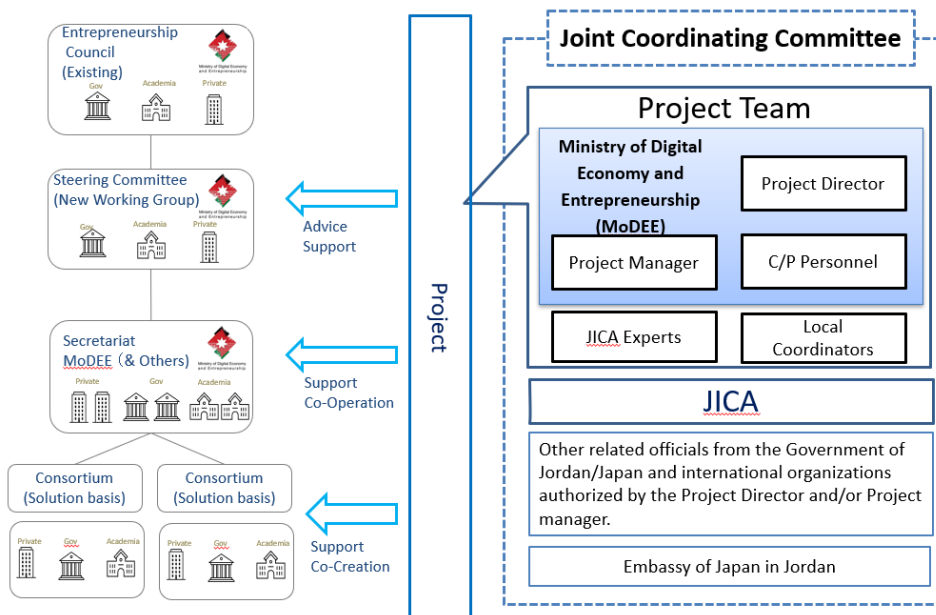 Entrepreneurship
Council
(Existing)
Ministry of Digital Economy
and Entrepreneurship
Gov
Academia
Private
Steering Committee
(New Working Group)
Ministry of Digital Economy
and Entrepreneurship
Gov
Academia
Private
Secretariat
MoDEE (& Others)
Ministry of Digital Economy
and Entrepreneurship
Private
Gov
Academia
Consortium
(Solution basis)
Consortium
(Solution basis)
Private
Gov
Academia
Private
Gov
Academia
Advice
Support
Support
Co-Operation
Support
Co-Creation
Project
Joint Coordinating Committee
Project Team
Ministry of Digital
Economy and
Entrepreneurship
(MoDEE)
Project Director
Project Manager
C/P Personnel
JICA Experts
Local
Coordinators
JICA
Other related officials from the Government of
Jordan/Japan and international organizations
authorized by the Project Director and/or Project
manager.
Embassy of Japan in Jordan